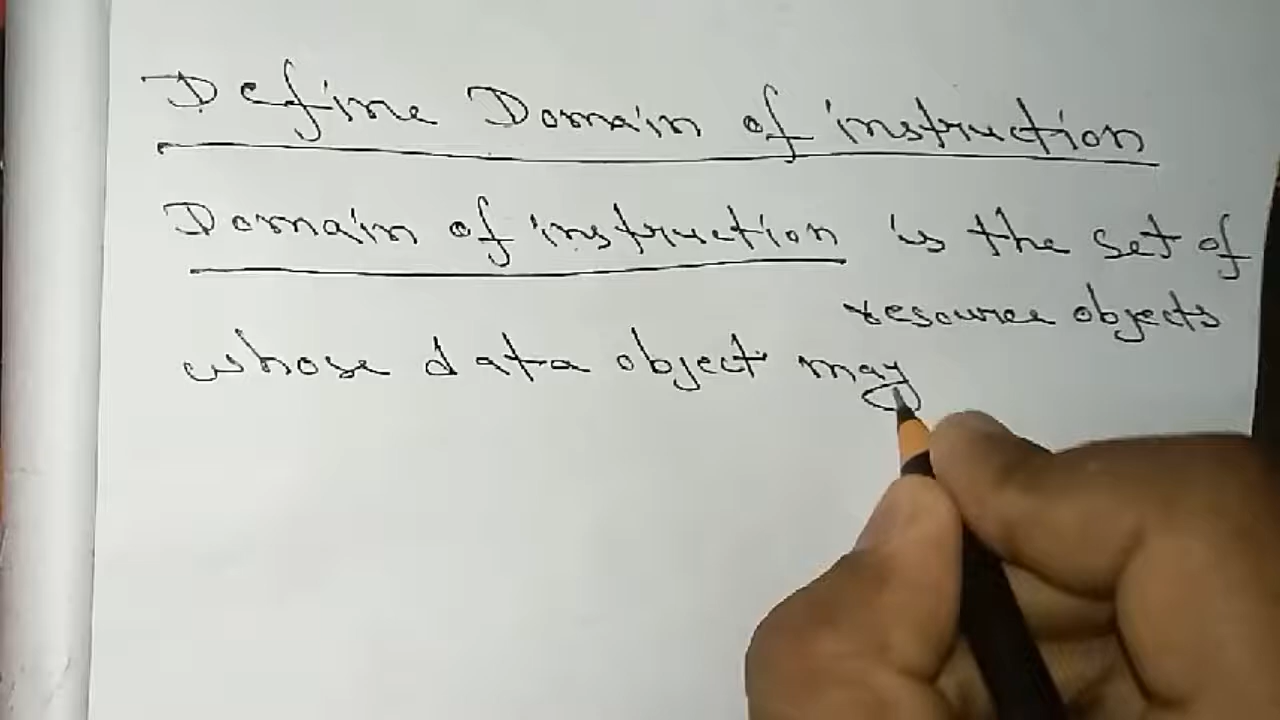 Define Domain of instruction
Domain of instruction is the set of
resource objects
whose data object may